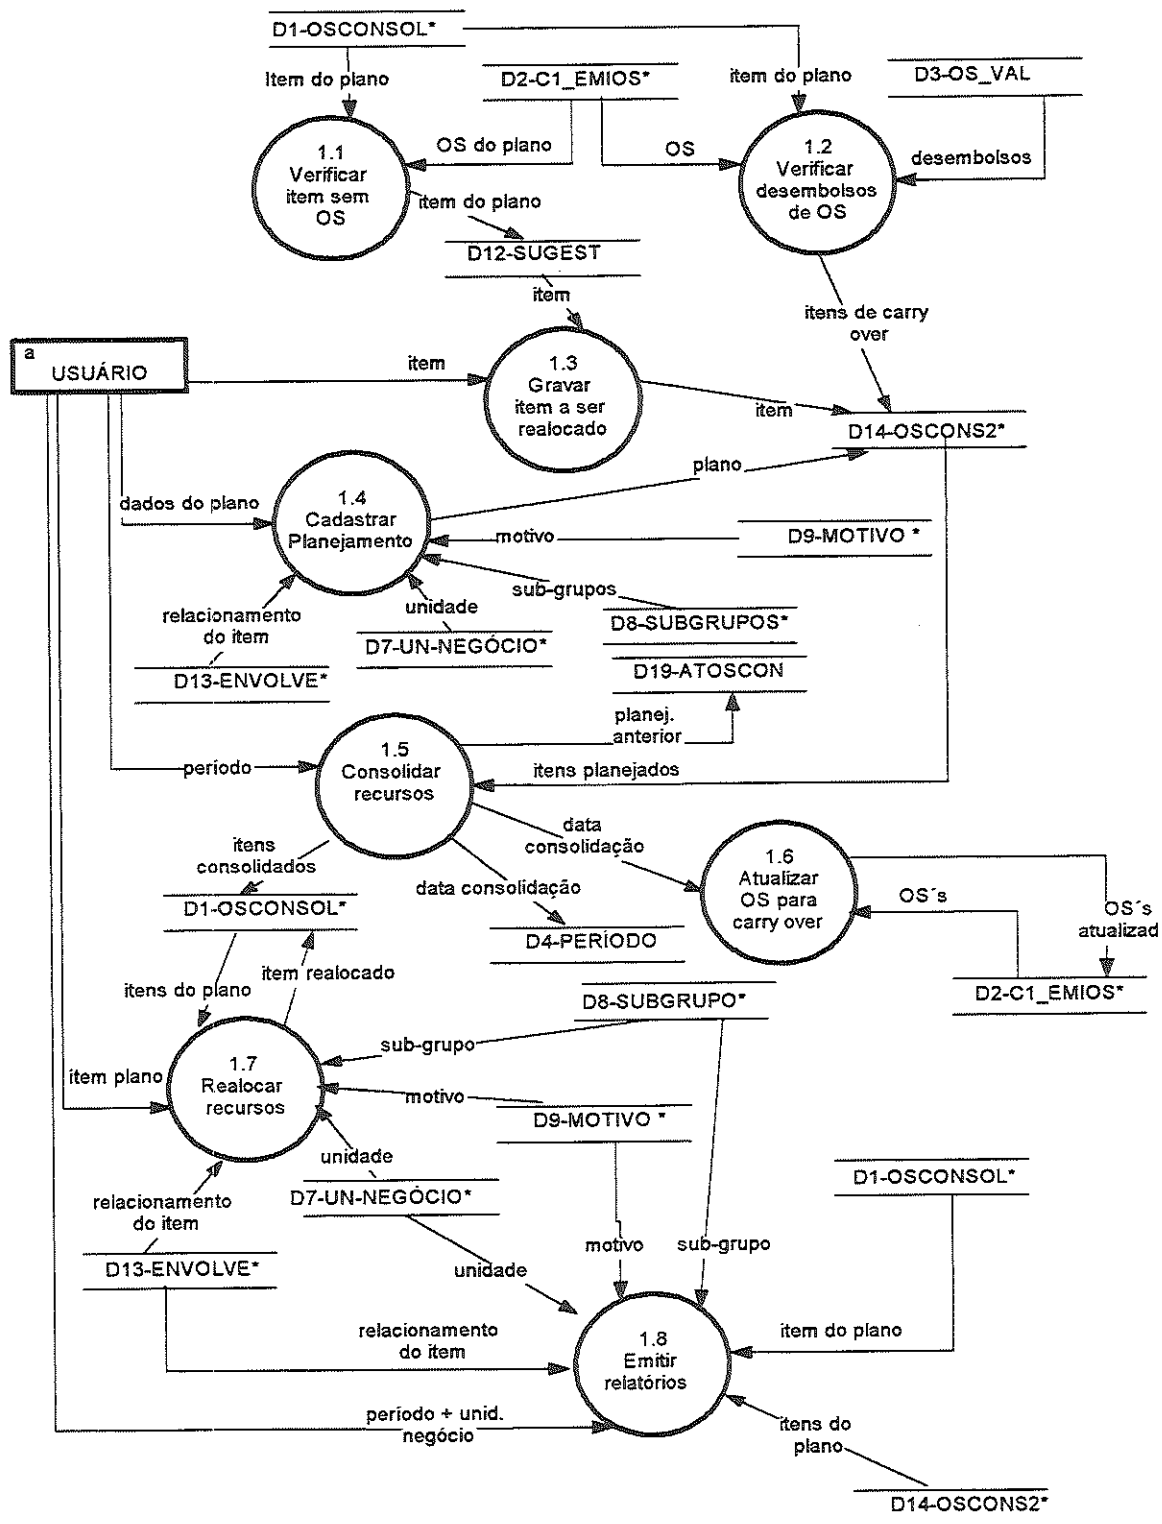 D1-OSCONSOL*
Item do plano
D2-C1_EMIOS*
item do plano
D3-OS_VAL
1.1
Verificar
item sem
OS
OS do plano
OS
1.2
Verificar
desembolsos
de OS
desembolsos
item do plano
D12-SUGEST
item
itens de carry
over
a
USUÁRIO
item
1.3
Gravar
item a ser
realocado
item
D14-OSCONS2*
plano
dados do plano
1.4
Cadastrar
Planejamento
motivo
D9-MOTIVO *
sub-grupos
relacionamento
do item
unidade
D8-SUBGRUPOS*
D7-UN-NEGÓCIO*
D13-ENVOLVE*
D19-ATOSCON
planej.
anterior
período
1.5
Consolidar
recursos
itens planejados
data
consolidação
itens
consolidados
data consolidação
1.6
Atualizar
OS para
carry over
OS´s
OS´s
atualizad
D1-OSCONSOL*
D4-PERÍODO
item realocado
itens do plano
D8-SUBGRUPO*
D2-C1_EMIOS*
sub-grupo
1.7
Realocar
recursos
item plano
motivo
D9-MOTIVO *
unidade
D1-OSCONSOL*
relacionamento
do item
D7-UN-NEGÓCIO*
motivo
sub-grupo
D13-ENVOLVE*
unidade
relacionamento
do item
1.8
Emitir
relatórios
item do plano
período + unid.
negócio
itens do
plano
D14-OSCONS2*